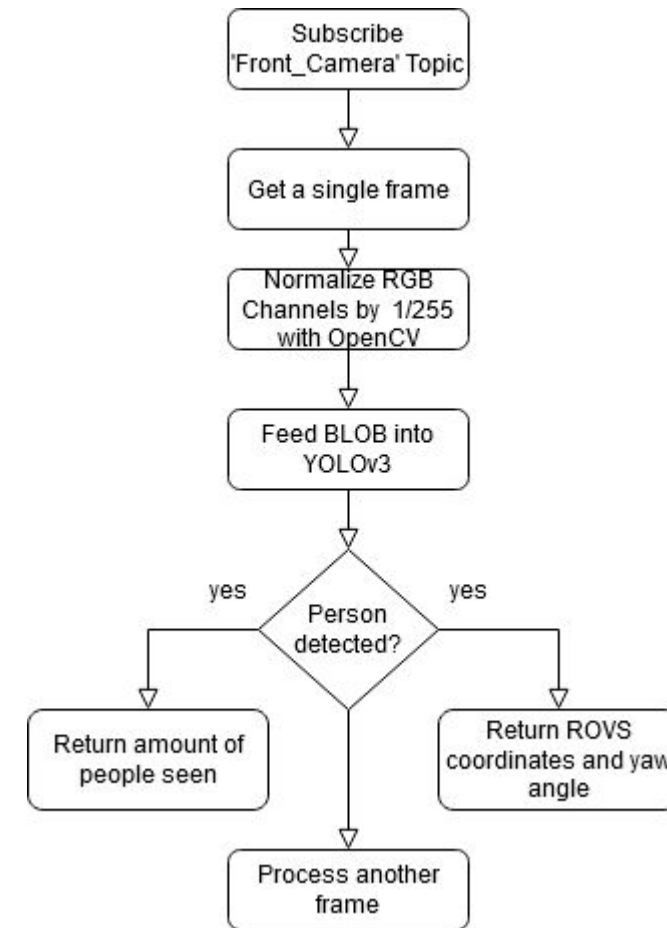 Subscribe
'Front_Camera' Topic
Get a single frame
Normalize RGB
Channels by 1/255
with OpenCV
Feed BLOB into
YOLOv3
yes
yes
Person
detected?
Return amount of
people seen
Return ROVS
coordinates and yaw
angle
Process another
frame